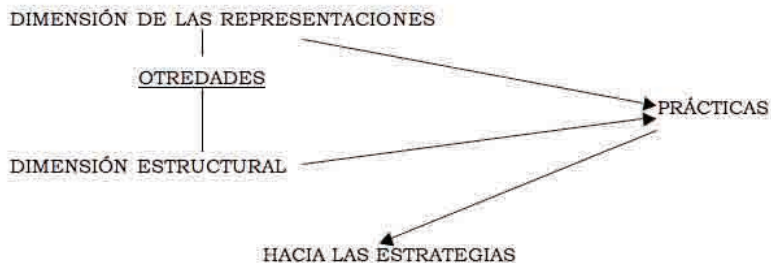 DIMENSIÓN DE LAS REPRESENTACIONES
OTREDADES
PRÁCTICAS
DIMENSIÓN ESTRUCTURAL
HACIA LAS ESTRATEGIAS